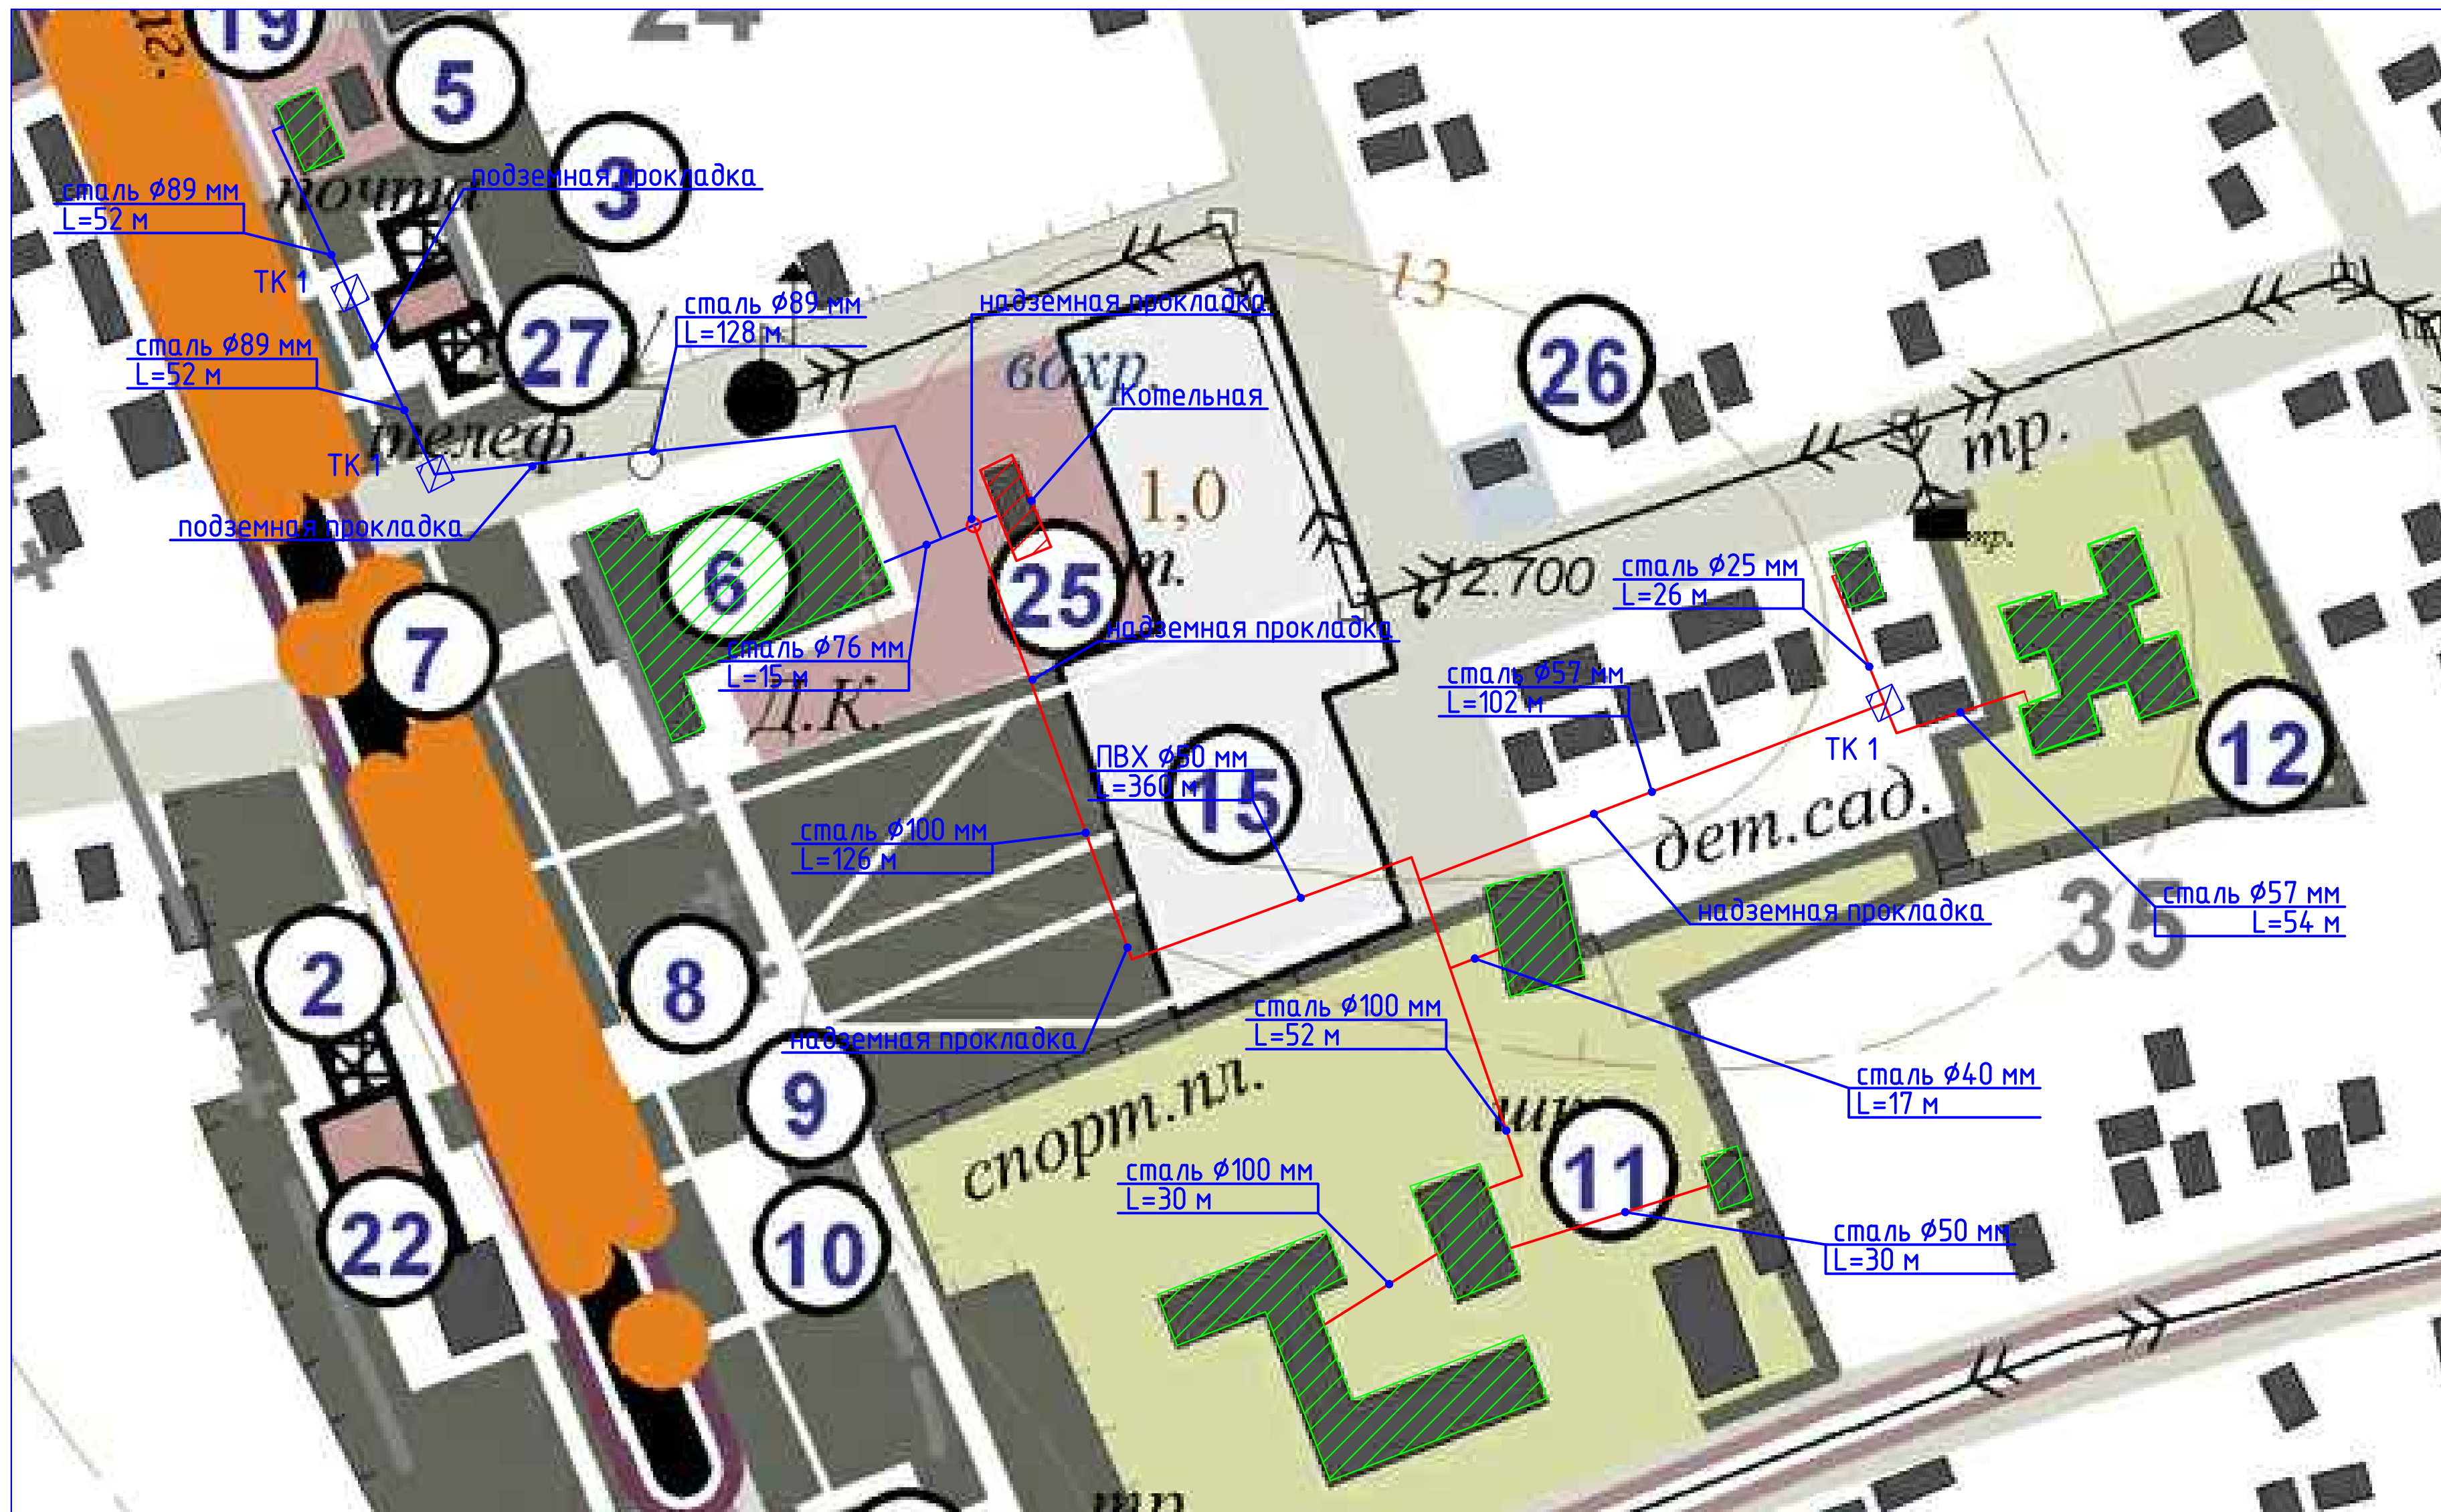 24
19
5
3
почта
подземная прокладка
сталь Ø89 мм
L=52 м
ТК 1
27
сталь Ø89 мм
L=128 м
надземная прокладка
13
26
сталь Ø89 мм
L=52 м
Котельная
телеф.
ТК 1
подземная прокладка
1,0
тр.
6
25
т.
12.700
сталь Ø25 мм
L=26 м
7
сталь Ø76 мм
L=15 м
надземная прокладка
Д.К.
сталь Ø57 мм
L=102 м
ТК 1
12
ПВХ Ø50 мм
L=360 м
15
сталь Ø100 мм
L=126 м
дет.сад.
надземная прокладка
35
сталь Ø57 мм
L=54 м
2
8
надземная прокладка
сталь Ø100 мм
L=52 м
сталь Ø40 мм
L=17 м
9
спорт.пл.
11
сталь Ø100 мм
L=30 м
22
10
сталь Ø50 мм
L=30 м